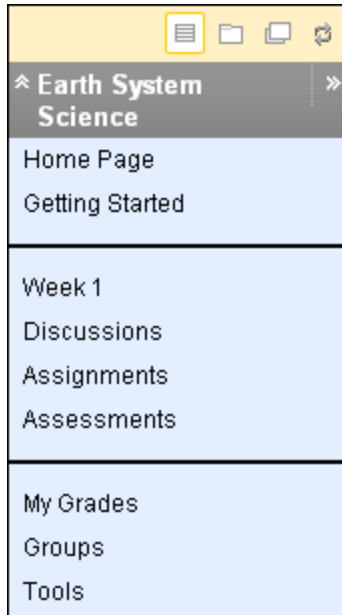 Earth System
Science
Home Page
Getting Started
Week 1
Discussions
Assignments
Assessments
My Grades
Groups
Tools